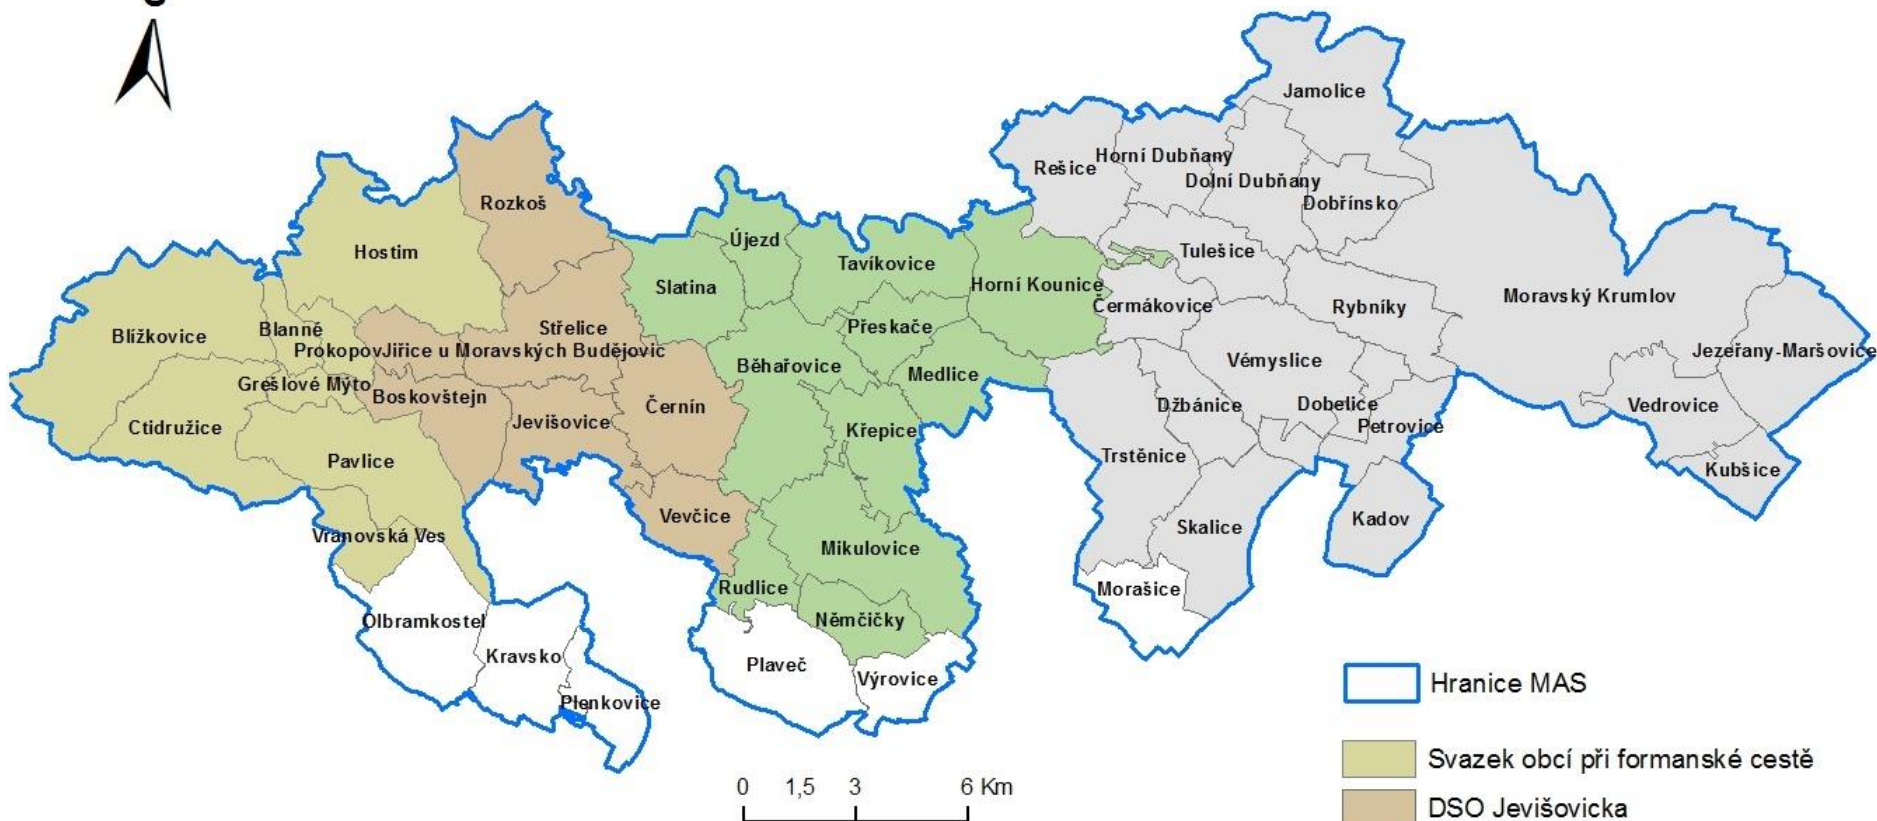 Jamolice
Rešice
Horní Dubňany
Dolní Dubňany
Dobřínsko
Rozkoš
Hostim
Újezd
Slatina
Tavíkovice
Horní Kounice
Tulešice
Čermákovice
Rybníky
Moravský Krumlov
Blížkovice
Blanné
Střelice
Přeskače
Prokopov
Jiřice u Moravských Budějovic
Běhařovice
Medlice
Vémyslice
Jezeřany-Maršovice
Grešlové Mýto
Boskovštejn
Černín
Džbánice
Dobelice
Vedrovice
Ctidružice
Jevišovice
Křepice
Petrovice
Pavlice
Trstěnice
Kubšice
Vevčice
Skalice
Kadov
Vranovská Ves
Mikulovice
Rudlice
Morašice
Olbramkostel
Němčičky
Kravsko
Plaveč
Výrovice
Plenkovice
Hranice MAS
Svazek obcí při formanské cestě
DSO Jevišovicka
0 1,5 3 6 Km